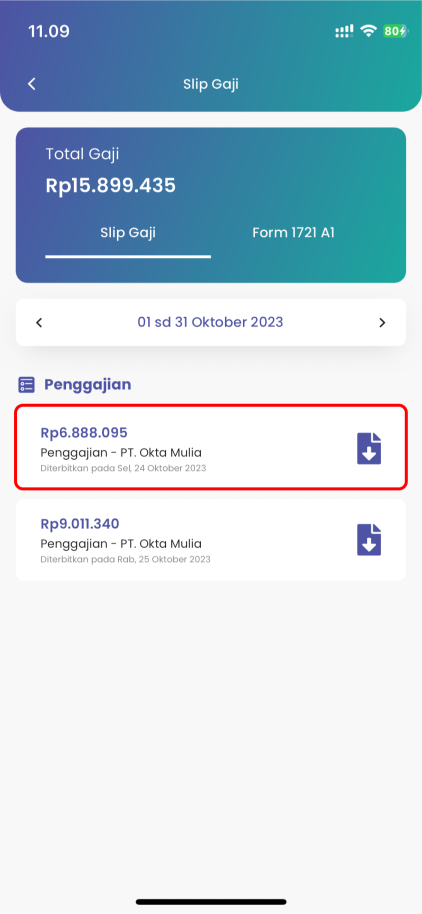 11.09
80
Slip Gaji
Total Gaji
Rp15.899.435
Slip Gaji
Form 1721 A1
01 sd 31 Oktober 2023
Penggajian
Rp6.888.095
Penggajian - PT. Okta Mulia
Diterbitkan pada Sel, 24 Oktober 2023
Rp9.011.340
Penggajian - PT. Okta Mulia
Diterbitkan pada Rab, 25 Oktober 2023